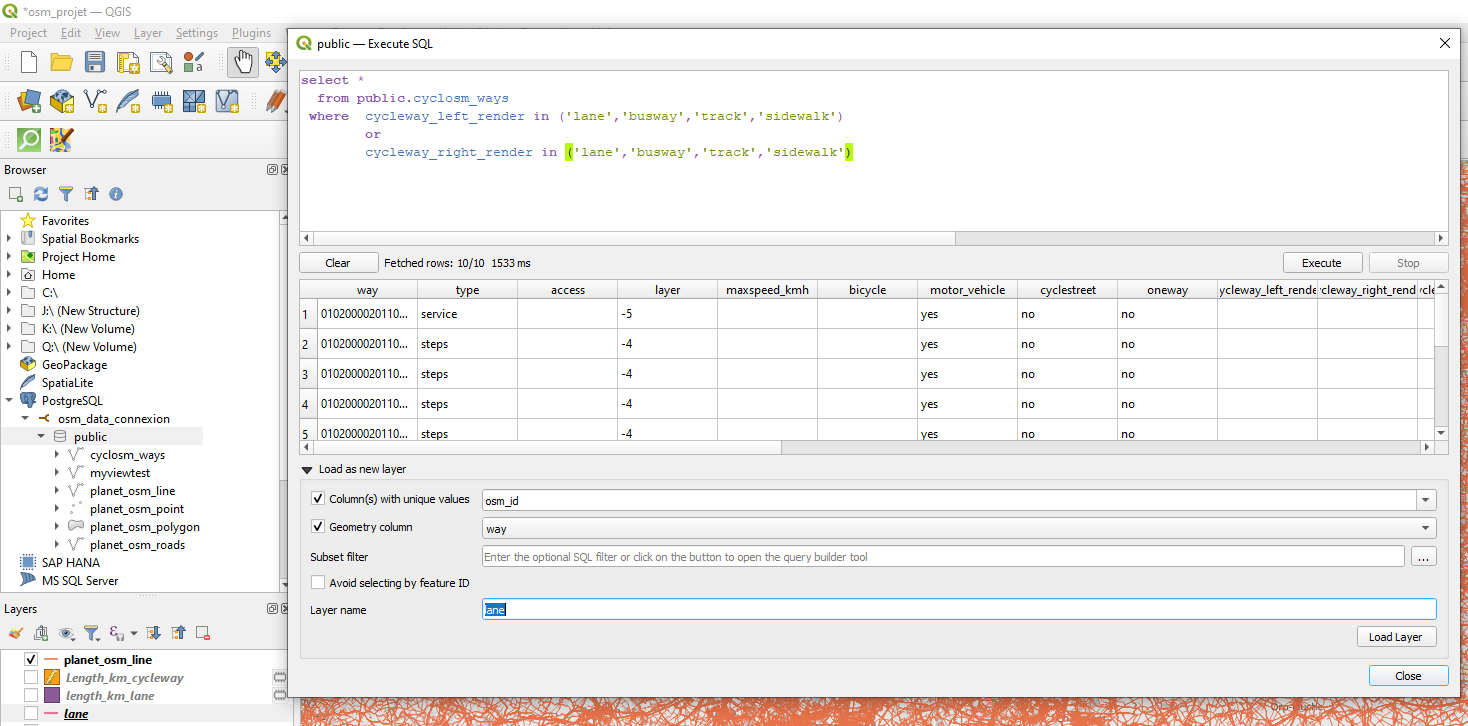 *osm_projet — QGIS
Project Edit View Layer Settings Plugins
public — Execute SQL
select *
from public.cyclosm_ways
where cycleway_left_render in ('lane','busway','track','sidewalk')
or
cycleway_right_render in ('lane','busway','track','sidewalk')
Clear Fetched rows: 10/10 1533 ms Execute Stop
way type access layer maxspeed_kmh bicycle motor_vehicle cyclestreet oneway ycleway_left_rende cleway_right_rend
1 0102000020110... service -5 yes no no
2 0102000020110... steps -4 yes no no
3 0102000020110... steps -4 yes no no
4 0102000020110... steps -4 yes no no
5 0102000020110... steps -4 yes no no
Load as new layer
Column(s) with unique values osm_id
Geometry column way
Subset filter Enter the optional SQL filter or click on the button to open the query builder tool ...
Avoid selecting by feature ID
Layer name lane
Load Layer
Close
Browser
Favorites
Spatial Bookmarks
Project Home
Home
C:\
J:\ (New Structure)
K:\ (New Volume)
Q:\ (New Volume)
GeoPackage
SpatiaLite
PostgreSQL
osm_data_connexion
public
cyclosm_ways
myviewtest
planet_osm_line
planet_osm_point
planet_osm_polygon
planet_osm_roads
SAP HANA
MS SQL Server
Layers
planet_osm_line
Length_km_cycleway
length_km_lane
lane